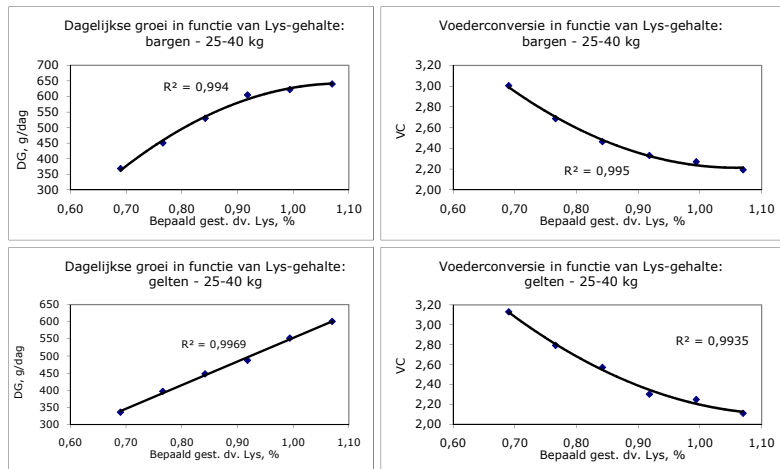 Dagelijkse groei in functie van Lys-gehalte:
bargen - 25-40 kg
700
650
600
550
500
450
400
350
300
DG, g/dag
R² = 0,994
0,60 0,70 0,80 0,90 1,00 1,10
Bepaald gest. dv. Lys, %
Voederconversie in functie van Lys-gehalte:
bargen - 25-40 kg
3,20
3,00
2,80
2,60
2,40
2,20
2,00
VC
R² = 0,995
0,60 0,70 0,80 0,90 1,00 1,10
Bepaald gest. dv. Lys, %
Dagelijkse groei in functie van Lys-gehalte:
gelten - 25-40 kg
650
600
550
500
450
400
350
300
DG, g/dag
R² = 0,9969
0,60 0,70 0,80 0,90 1,00 1,10
Bepaald gest. dv. Lys, %
Voederconversie in functie van Lys-gehalte:
gelten - 25-40 kg
3,20
3,00
2,80
2,60
2,40
2,20
2,00
VC
R² = 0,9935
0,60 0,70 0,80 0,90 1,00 1,10
Bepaald gest. dv. Lys, %